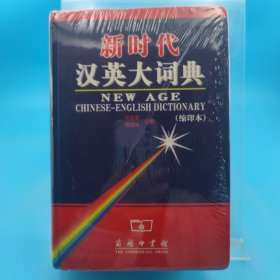 新时代
汉英大词典
NEW AGE
CHINESE-ENGLISH DICTIONARY
(缩印本)
商务印书馆
THE COMMERCIAL PRESS